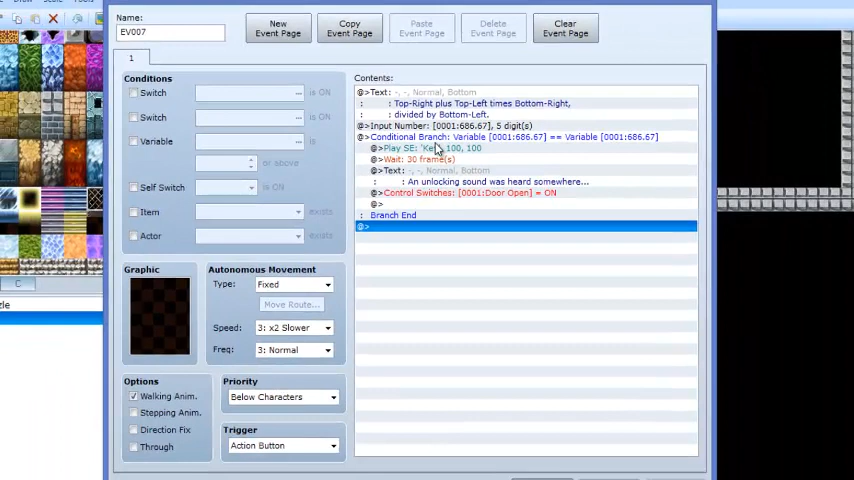 Draw
Scale
Tools
Name:
EV007
New Event Page
Copy Event Page
Paste Event Page
Delete Event Page
Clear Event Page
1
Conditions
Switch ... is ON
Switch ... is ON
Variable ... is
or above
Self Switch is ON
Item exists
Actor exists
Graphic
Autonomous Movement
Type: Fixed
Move Route...
Speed: 3: x2 Slower
Freq: 3: Normal
Options
Walking Anim.
Stepping Anim.
Direction Fix
Through
Priority
Below Characters
Trigger
Action Button
Contents:
@>Text: -, -, Normal, Bottom
: : Top-Right plus Top-Left times Bottom-Right,
: : divided by Bottom-Left.
@>Input Number: [0001:686.67], 5 digit(s)
@>Conditional Branch: Variable [0001:686.67] == Variable [0001:686.67]
@>Play SE: 100, 100
@>Wait: 30 frame(s)
@>Text: -, -, Normal, Bottom
: : An unlocking sound was heard somewhere...
@>Control Switches: [0001:Door Open] = ON
@>
: Branch End
@>
C